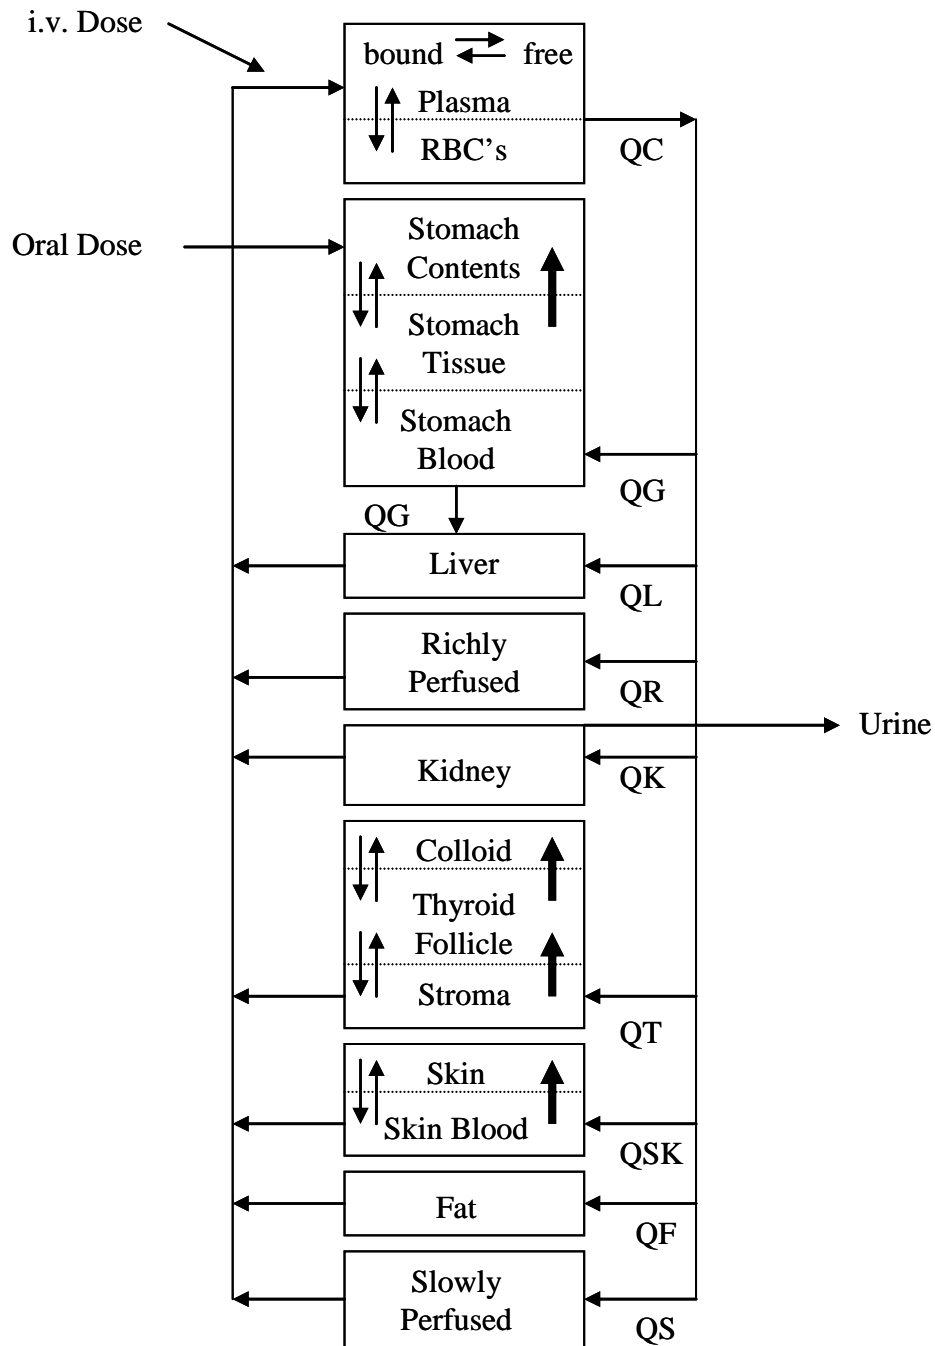 i.v. Dose
bound free
Plasma
RBC's
QC
Oral Dose
Stomach
Contents
Stomach
Tissue
Stomach
Blood
QG
QG
Liver
QL
Richly
Perfused
QR
Urine
Kidney
QK
Colloid
Thyroid
Follicle
Stroma
QT
Skin
Skin Blood
QSK
Fat
QF
Slowly
Perfused
QS